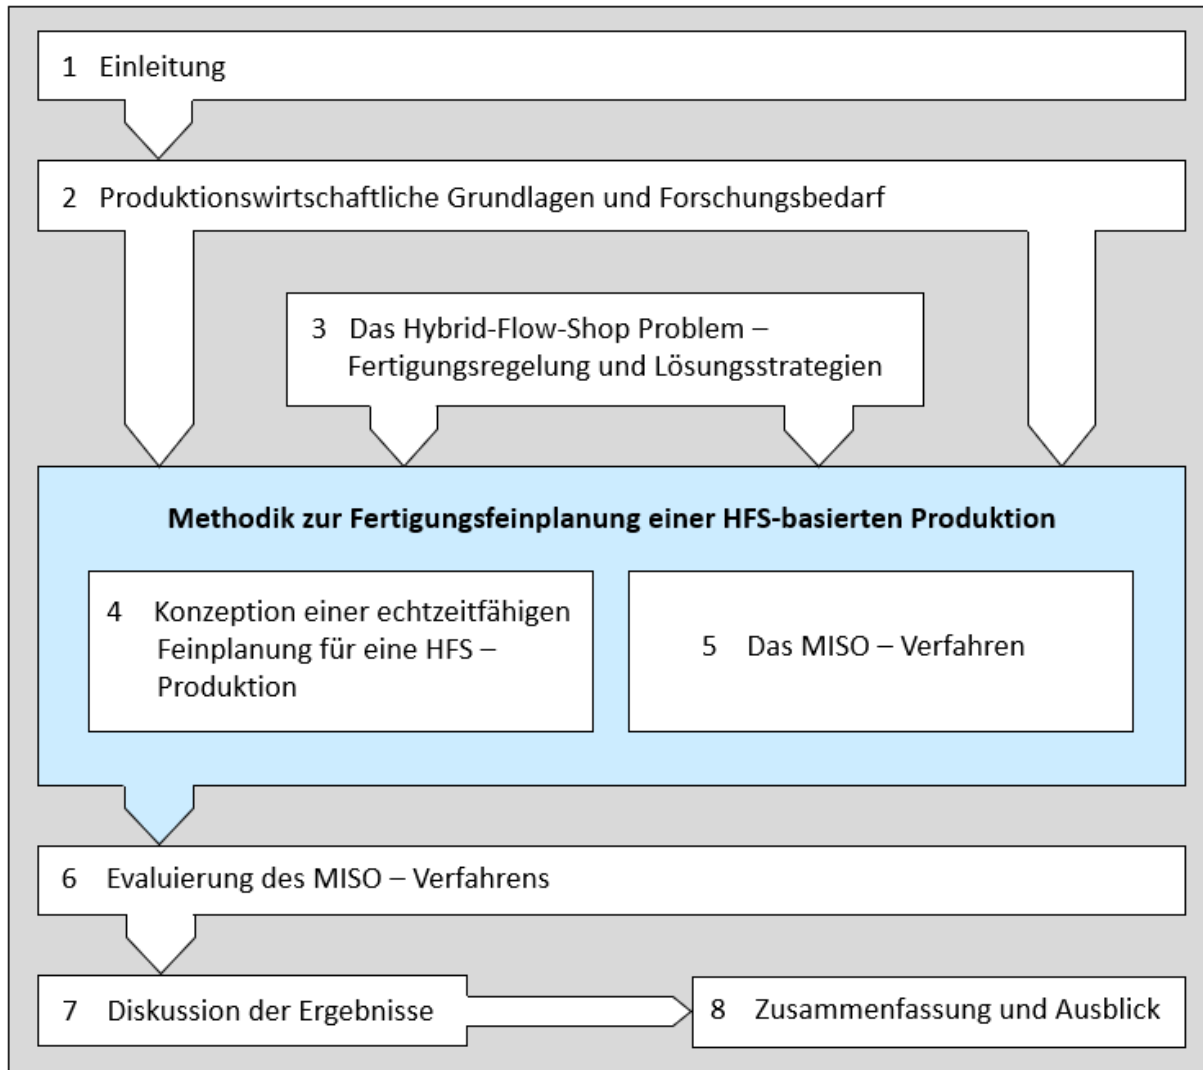 1 Einleitung
2 Produktionswirtschaftliche Grundlagen und Forschungsbedarf
3 Das Hybrid-Flow-Shop Problem –
Fertigungsregelung und Lösungsstrategien
Methodik zur Fertigungsfeinplanung einer HFS-basierten Produktion
4 Konzeption einer echtzeitfähigen
Feinplanung für eine HFS –
Produktion
5 Das MISO – Verfahren
6 Evaluierung des MISO – Verfahrens
7 Diskussion der Ergebnisse
8 Zusammenfassung und Ausblick